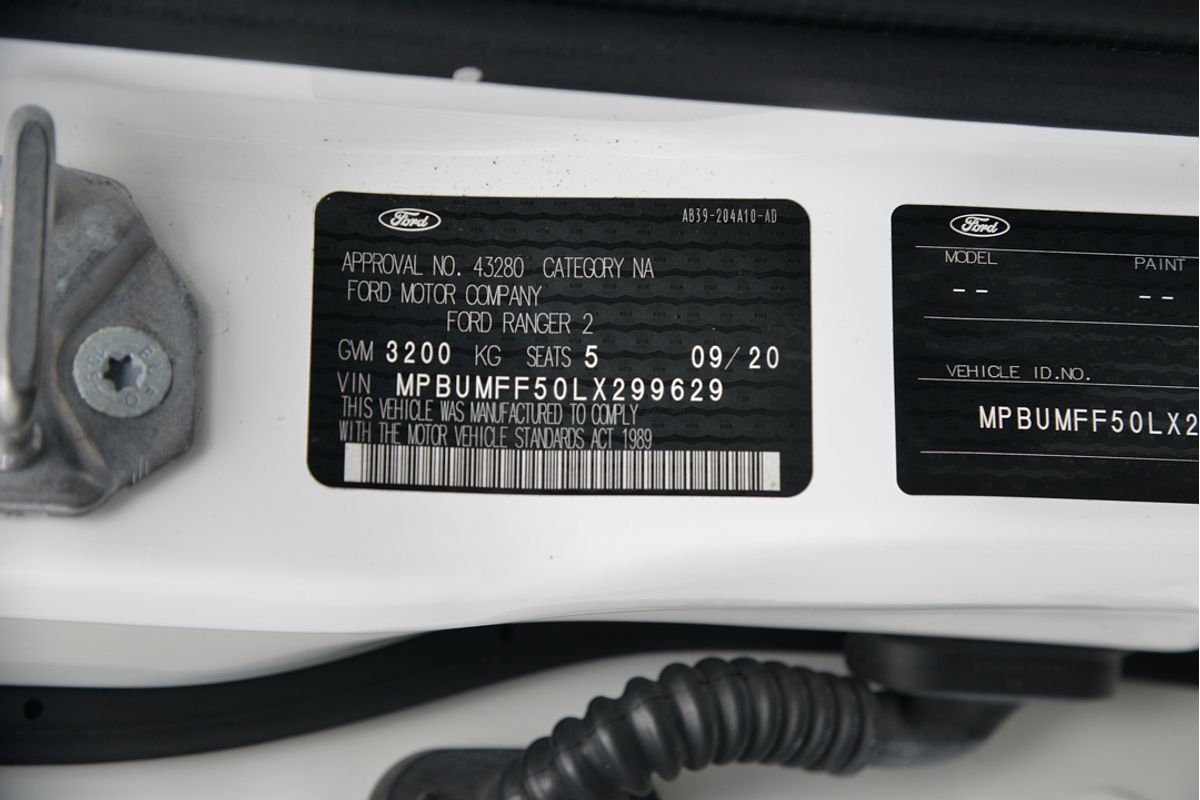 Ford AB39-204A10-AD
APPROVAL NO. 43280 CATEGORY NA
FORD MOTOR COMPANY
FORD RANGER 2
GVM 3200 KG SEATS 5 09/20
VIN MPBUMFF50LX299629
THIS VEHICLE WAS MANUFACTURED TO COMPLY
WITH THE MOTOR VEHICLE STANDARDS ACT 1989
Ford
MODEL PAINT
-- --
VEHICLE ID.NO.
MPBUMFF50LX2